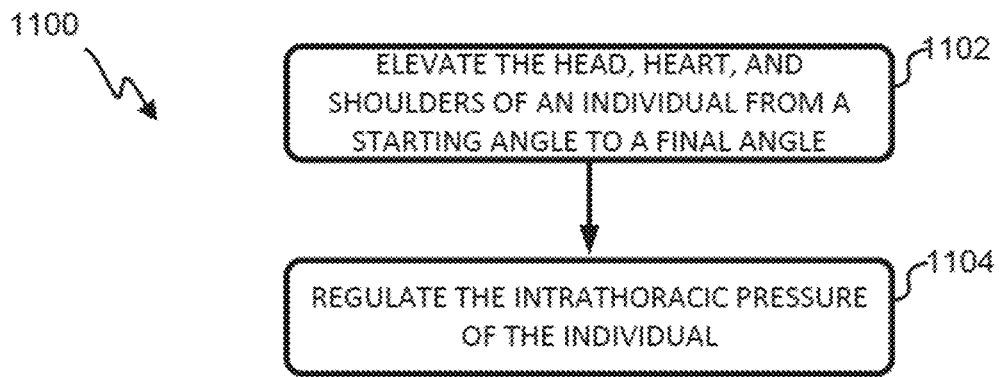 1100
1102
ELEVATE THE HEAD, HEART, AND
SHOULDERS OF AN INDIVIDUAL FROM A
STARTING ANGLE TO A FINAL ANGLE
1104
REGULATE THE INTRATHORACIC PRESSURE
OF THE INDIVIDUAL